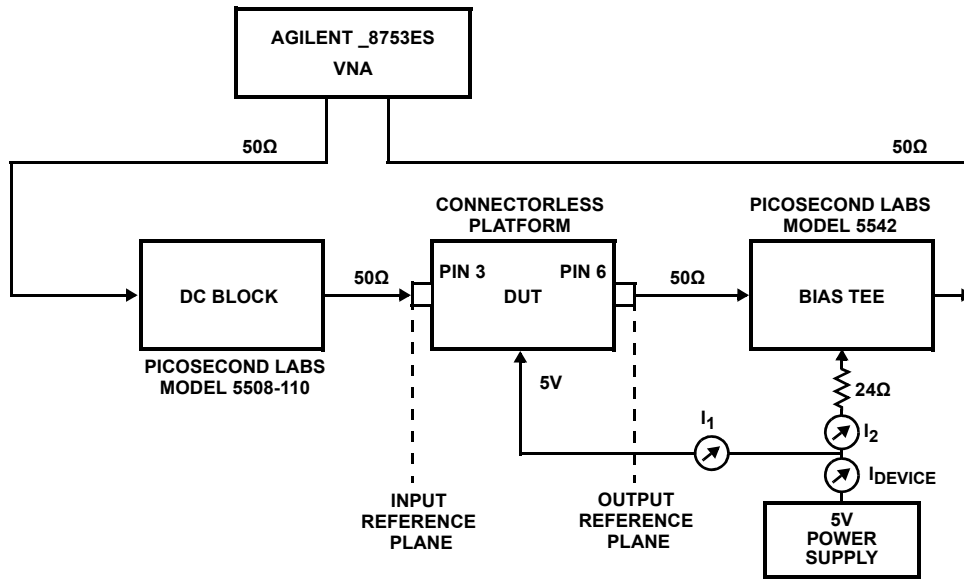 AGILENT _8753ES
VNA
50Ω
50Ω
CONNECTORLESS
PLATFORM
PICOSECOND LABS
MODEL 5542
DC BLOCK
50Ω
PIN 3
DUT
PIN 6
50Ω
BIAS TEE
PICOSECOND LABS
MODEL 5508-110
5V
24Ω
I1
I2
IDEVICE
INPUT
REFERENCE
PLANE
OUTPUT
REFERENCE
PLANE
5V
POWER
SUPPLY